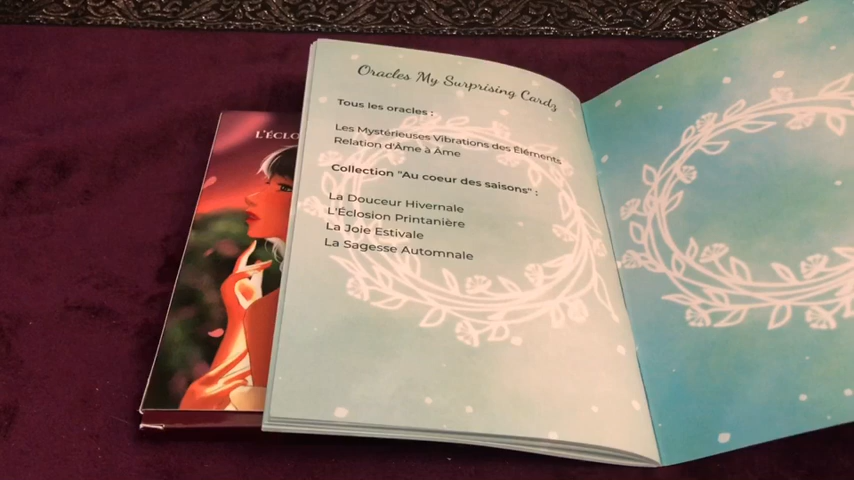 Oracles My Surprising Cardz
Tous les oracles :
Les Mystérieuses Vibrations des Éléments
Relation d'Âme à Âme
Collection "Au coeur des saisons" :
La Douceur Hivernale
L'Éclosion Printanière
La Joie Estivale
La Sagesse Automnale